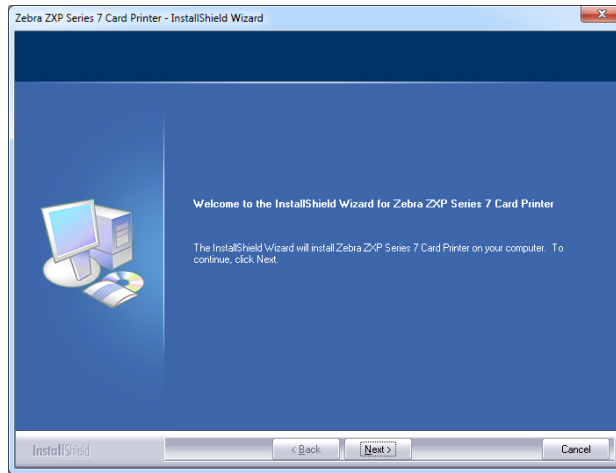 Zebra ZXP Series 7 Card Printer - InstallShield Wizard
Welcome to the InstallShield Wizard for Zebra ZXP Series 7 Card Printer
The InstallShield Wizard will install Zebra ZXP Series 7 Card Printer on your computer. To
continue, click Next.
InstallShield
< Back
Next >
Cancel